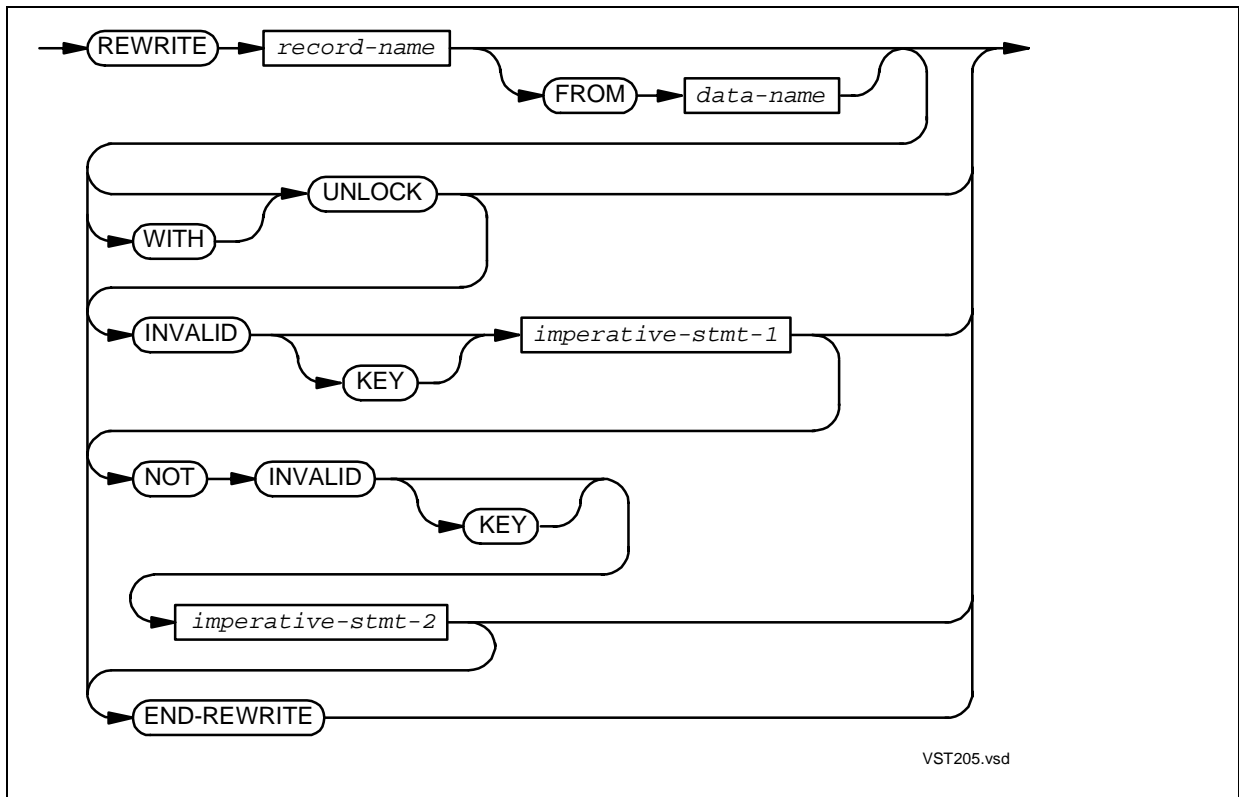 REWRITE record-name
FROM data-name
UNLOCK
WITH
INVALID imperative-stmt-1
KEY
NOT INVALID
KEY
imperative-stmt-2
END-REWRITE
VST205.vsd